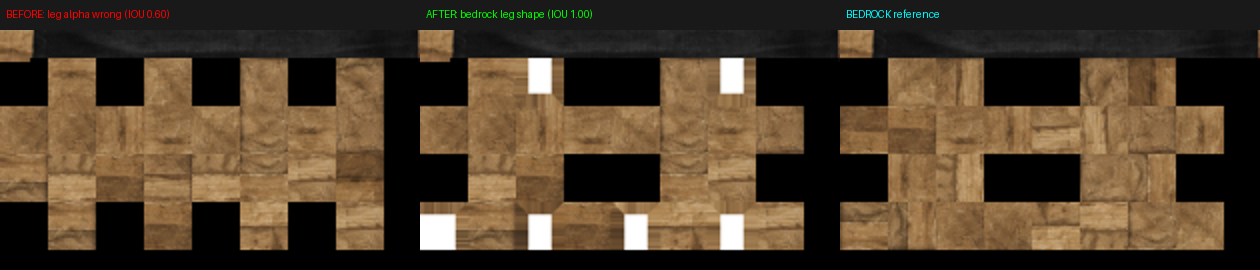 BEFORE: leg alpha wrong (IOU 0.60)
AFTER: bedrock leg shape (IOU 1.00)
BEDROCK reference